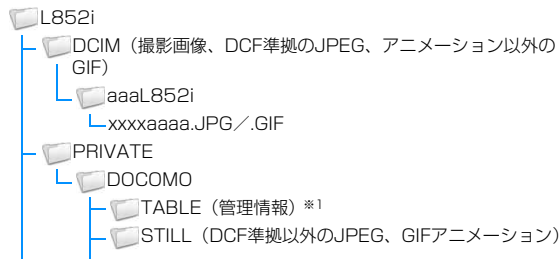 L852i
DCIM（撮影画像、DCF準拠のJPEG、アニメーション以外の
GIF）
aaaL852i
xxxxaaaa.JPG／.GIF
PRIVATE
DOCOMO
TABLE（管理情報）※1
STILL（DCF準拠以外のJPEG、GIFアニメーション）